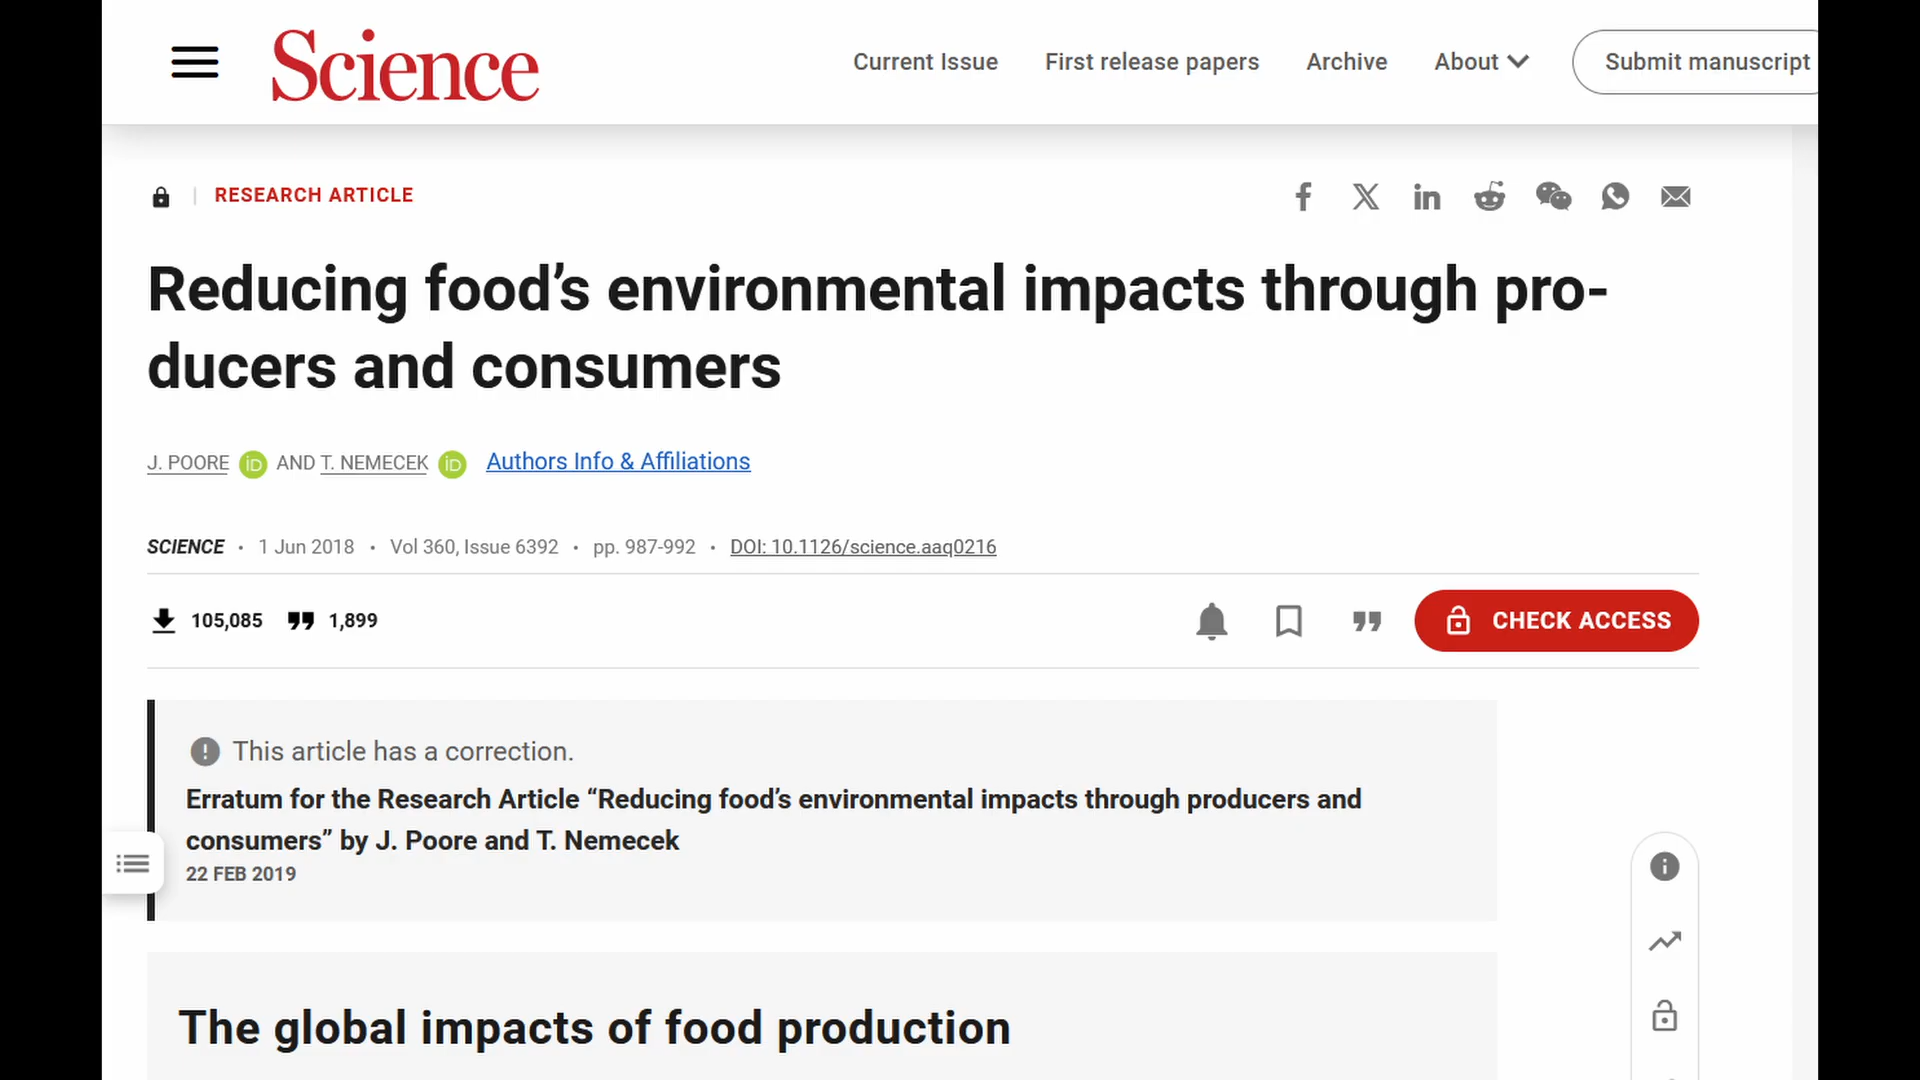 Science
Current Issue First release papers Archive About Submit manuscript
RESEARCH ARTICLE
Reducing food’s environmental impacts through pro-
ducers and consumers
J. POORE iD AND T. NEMECEK iD Authors Info & Affiliations
SCIENCE • 1 Jun 2018 • Vol 360, Issue 6392 • pp. 987-992 • DOI: 10.1126/science.aaq0216
105,085 1,899
CHECK ACCESS
This article has a correction.
Erratum for the Research Article “Reducing food’s environmental impacts through producers and
consumers” by J. Poore and T. Nemecek
22 FEB 2019
The global impacts of food production